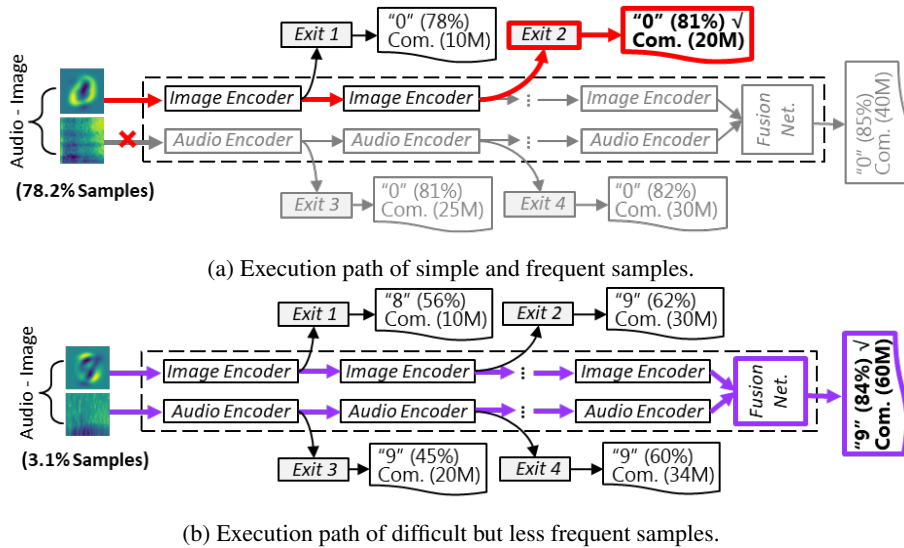 Exit 1
"0" (78%)
Com. (10M)
Exit 2
"0" (81%) √
Com. (20M)
Audio - Image
Image Encoder
Image Encoder
Image Encoder
Audio Encoder
Audio Encoder
Audio Encoder
Fusion
Net.
"0" (85%)
Com. (40M)
(78.2% Samples)
Exit 3
"0" (81%)
Com. (25M)
Exit 4
"0" (82%)
Com. (30M)
(a) Execution path of simple and frequent samples.
Exit 1
"8" (56%)
Com. (10M)
Exit 2
"9" (62%)
Com. (30M)
Audio - Image
Image Encoder
Image Encoder
Image Encoder
Audio Encoder
Audio Encoder
Audio Encoder
Fusion
Net.
"9" (84%) √
Com. (60M)
(3.1% Samples)
Exit 3
"9" (45%)
Com. (20M)
Exit 4
"9" (60%)
Com. (34M)
(b) Execution path of difficult but less frequent samples.